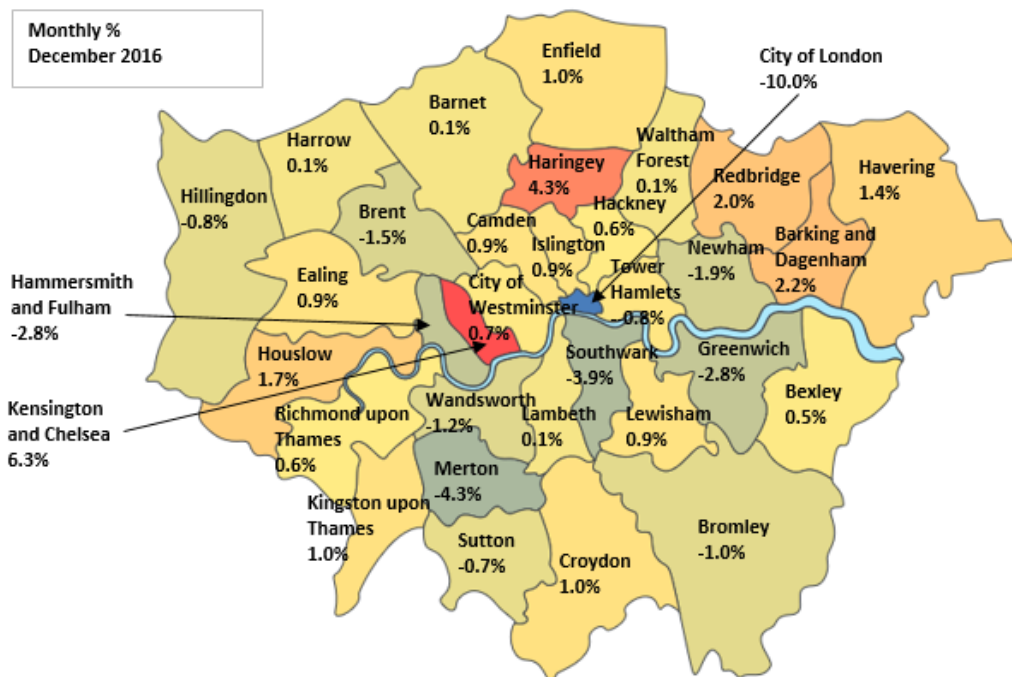 Monthly %
December 2016
Enfield
1.0%
City of London
-10.0%
Barnet
0.1%
Harrow
0.1%
Waltham
Forest
0.1%
Haringey
4.3%
Redbridge
2.0%
Havering
1.4%
Hillingdon
-0.8%
Brent
-1.5%
Camden
0.9%
Islington
0.9%
Hackney
0.6%
Newham
-1.9%
Barking and
Dagenham
2.2%
Hammersmith
and Fulham
-2.8%
Ealing
0.9%
City of
Westminster
0.7%
Tower
Hamlets
-0.8%
Houslow
1.7%
Southwark
-3.9%
Greenwich
-2.8%
Bexley
0.5%
Kensington
and Chelsea
6.3%
Richmond upon
Thames
0.6%
Wandsworth
-1.2%
Lambeth
0.1%
Lewisham
0.9%
Merton
-4.3%
Kingston upon
Thames
1.0%
Sutton
-0.7%
Croydon
1.0%
Bromley
-1.0%